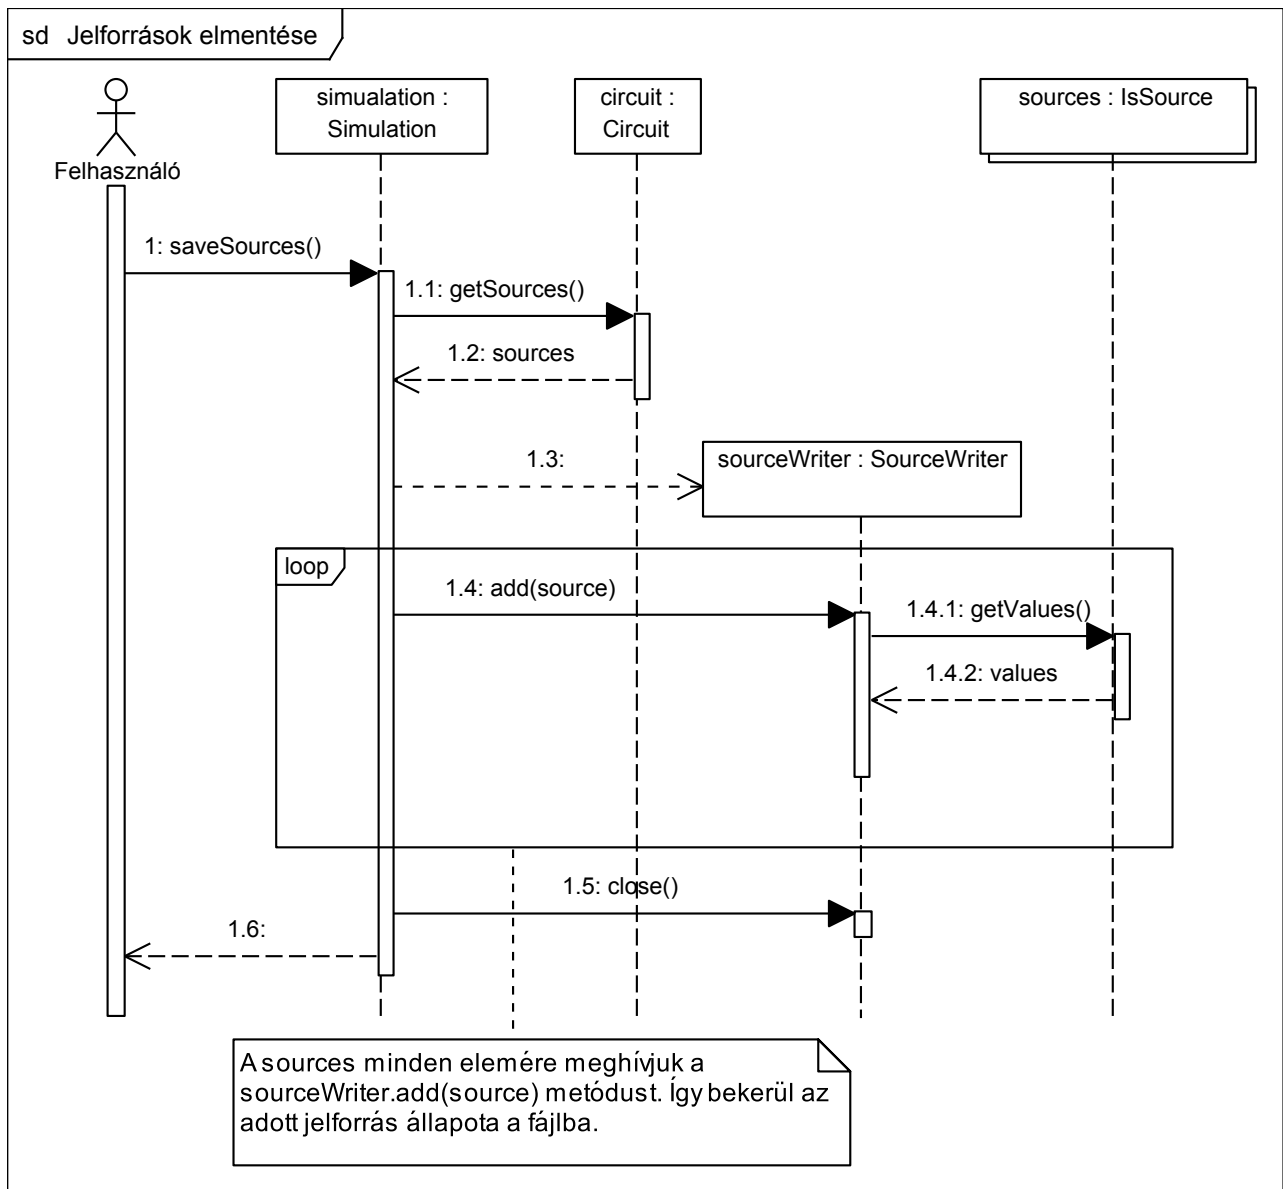 sd Jelforrások elmentése
simualation :
Simulation
circuit :
Circuit
sources : IsSource
Felhasználó
1: saveSources()
1.1: getSources()
1.2: sources
1.3:
sourceWriter : SourceWriter
loop
1.4: add(source)
1.4.1: getValues()
1.4.2: values
1.5: close()
1.6:
A sources minden elemére meghívjuk a
sourceWriter.add(source) metódust. Így bekerül az
adott jelforrás állapota a fájlba.